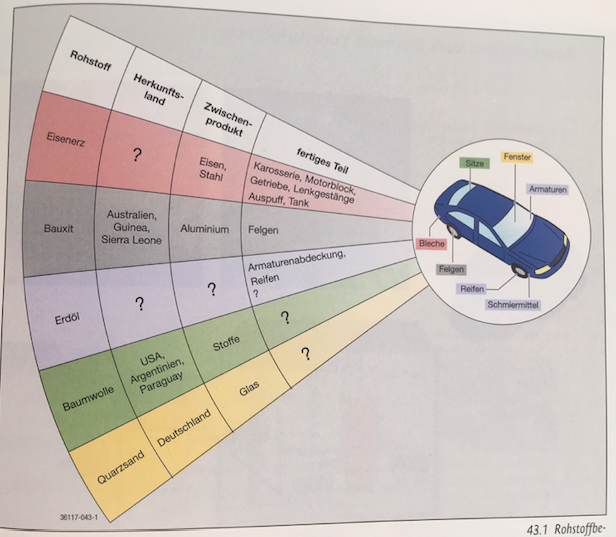 Rohstoff
Herkunfts-
land
Zwischen-
produkt
fertiges Teil
Eisenerz
?
Eisen,
Stahl
Karosserie, Motorblock,
Getriebe, Lenkgestänge
Auspuff, Tank
Bauxit
Australien,
Guinea,
Sierra Leone
Aluminium
Felgen
Erdöl
?
?
Armaturenabdeckung,
Reifen
?
Baumwolle
USA,
Argentinien,
Paraguay
Stoffe
?
Quarzsand
Deutschland
Glas
?
Sitze
Fenster
Armaturen
Bleche
Felgen
Reifen
Schmiermittel
36117-043-1
43.1 Rohstoffbe-